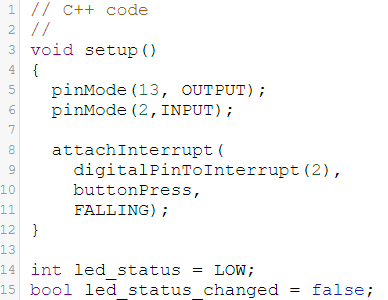 1 // C++ code
2 //
3 void setup()
4 {
5   pinMode(13, OUTPUT);
6   pinMode(2,INPUT);
7
8   attachInterrupt(
9     digitalPinToInterrupt(2),
10     buttonPress,
11     FALLING);
12 }
13
14 int led_status = LOW;
15 bool led_status_changed = false;